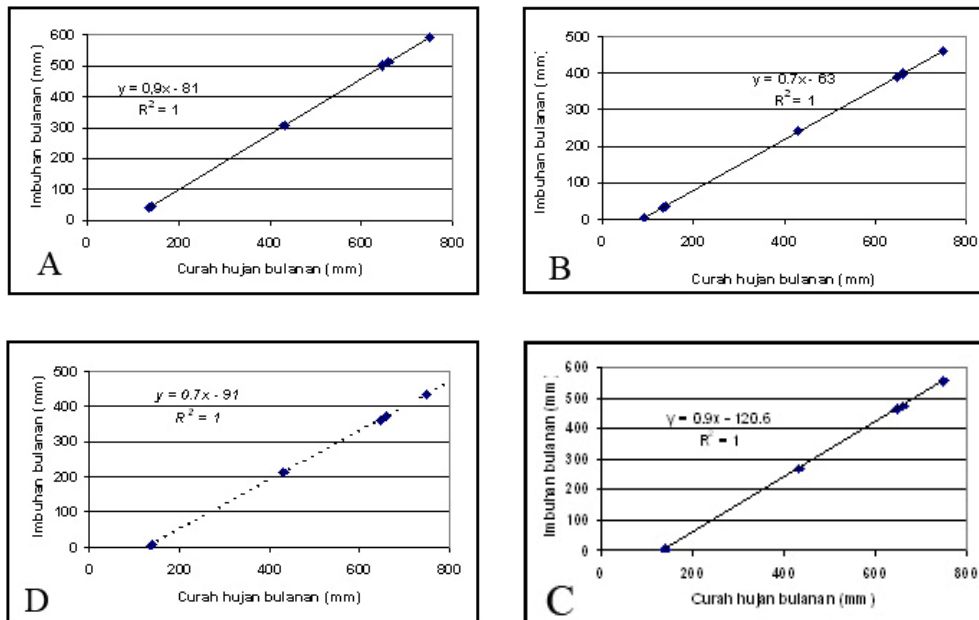 600
500
400
300
200
100
0
Imbuhan bulanan (mm)
y = 0,9x - 81
R² = 1
0 200 400 600 800
Curah hujan bulanan (mm)
A
500
400
300
200
100
0
Imbuhan bulanan (mm)
y = 0.7x - 63
R² = 1
0 200 400 600 800
Curah hujan bulanan (mm)
B
500
400
300
200
100
0
Imbuhan bulanan (mm)
y = 0.7x - 91
R² = 1
0 200 400 600 800
Curah hujan bulanan (mm)
D
600
500
400
300
200
100
0
Imbuhan bulanan (mm)
y = 0.9x - 120.6
R² = 1
0 200 400 600 800
Curah hujan bulanan (mm)
C